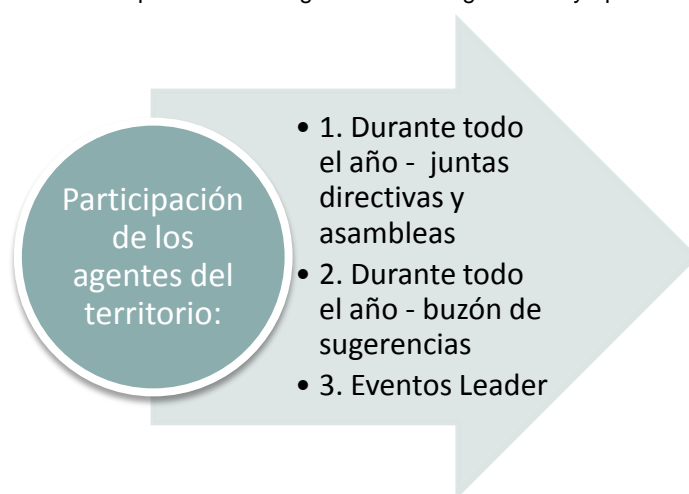 Participación
de los
agentes del
territorio:
• 1. Durante todo
el año - juntas
directivas y
asambleas
• 2. Durante todo
el año - buzón de
sugerencias
• 3. Eventos Leader